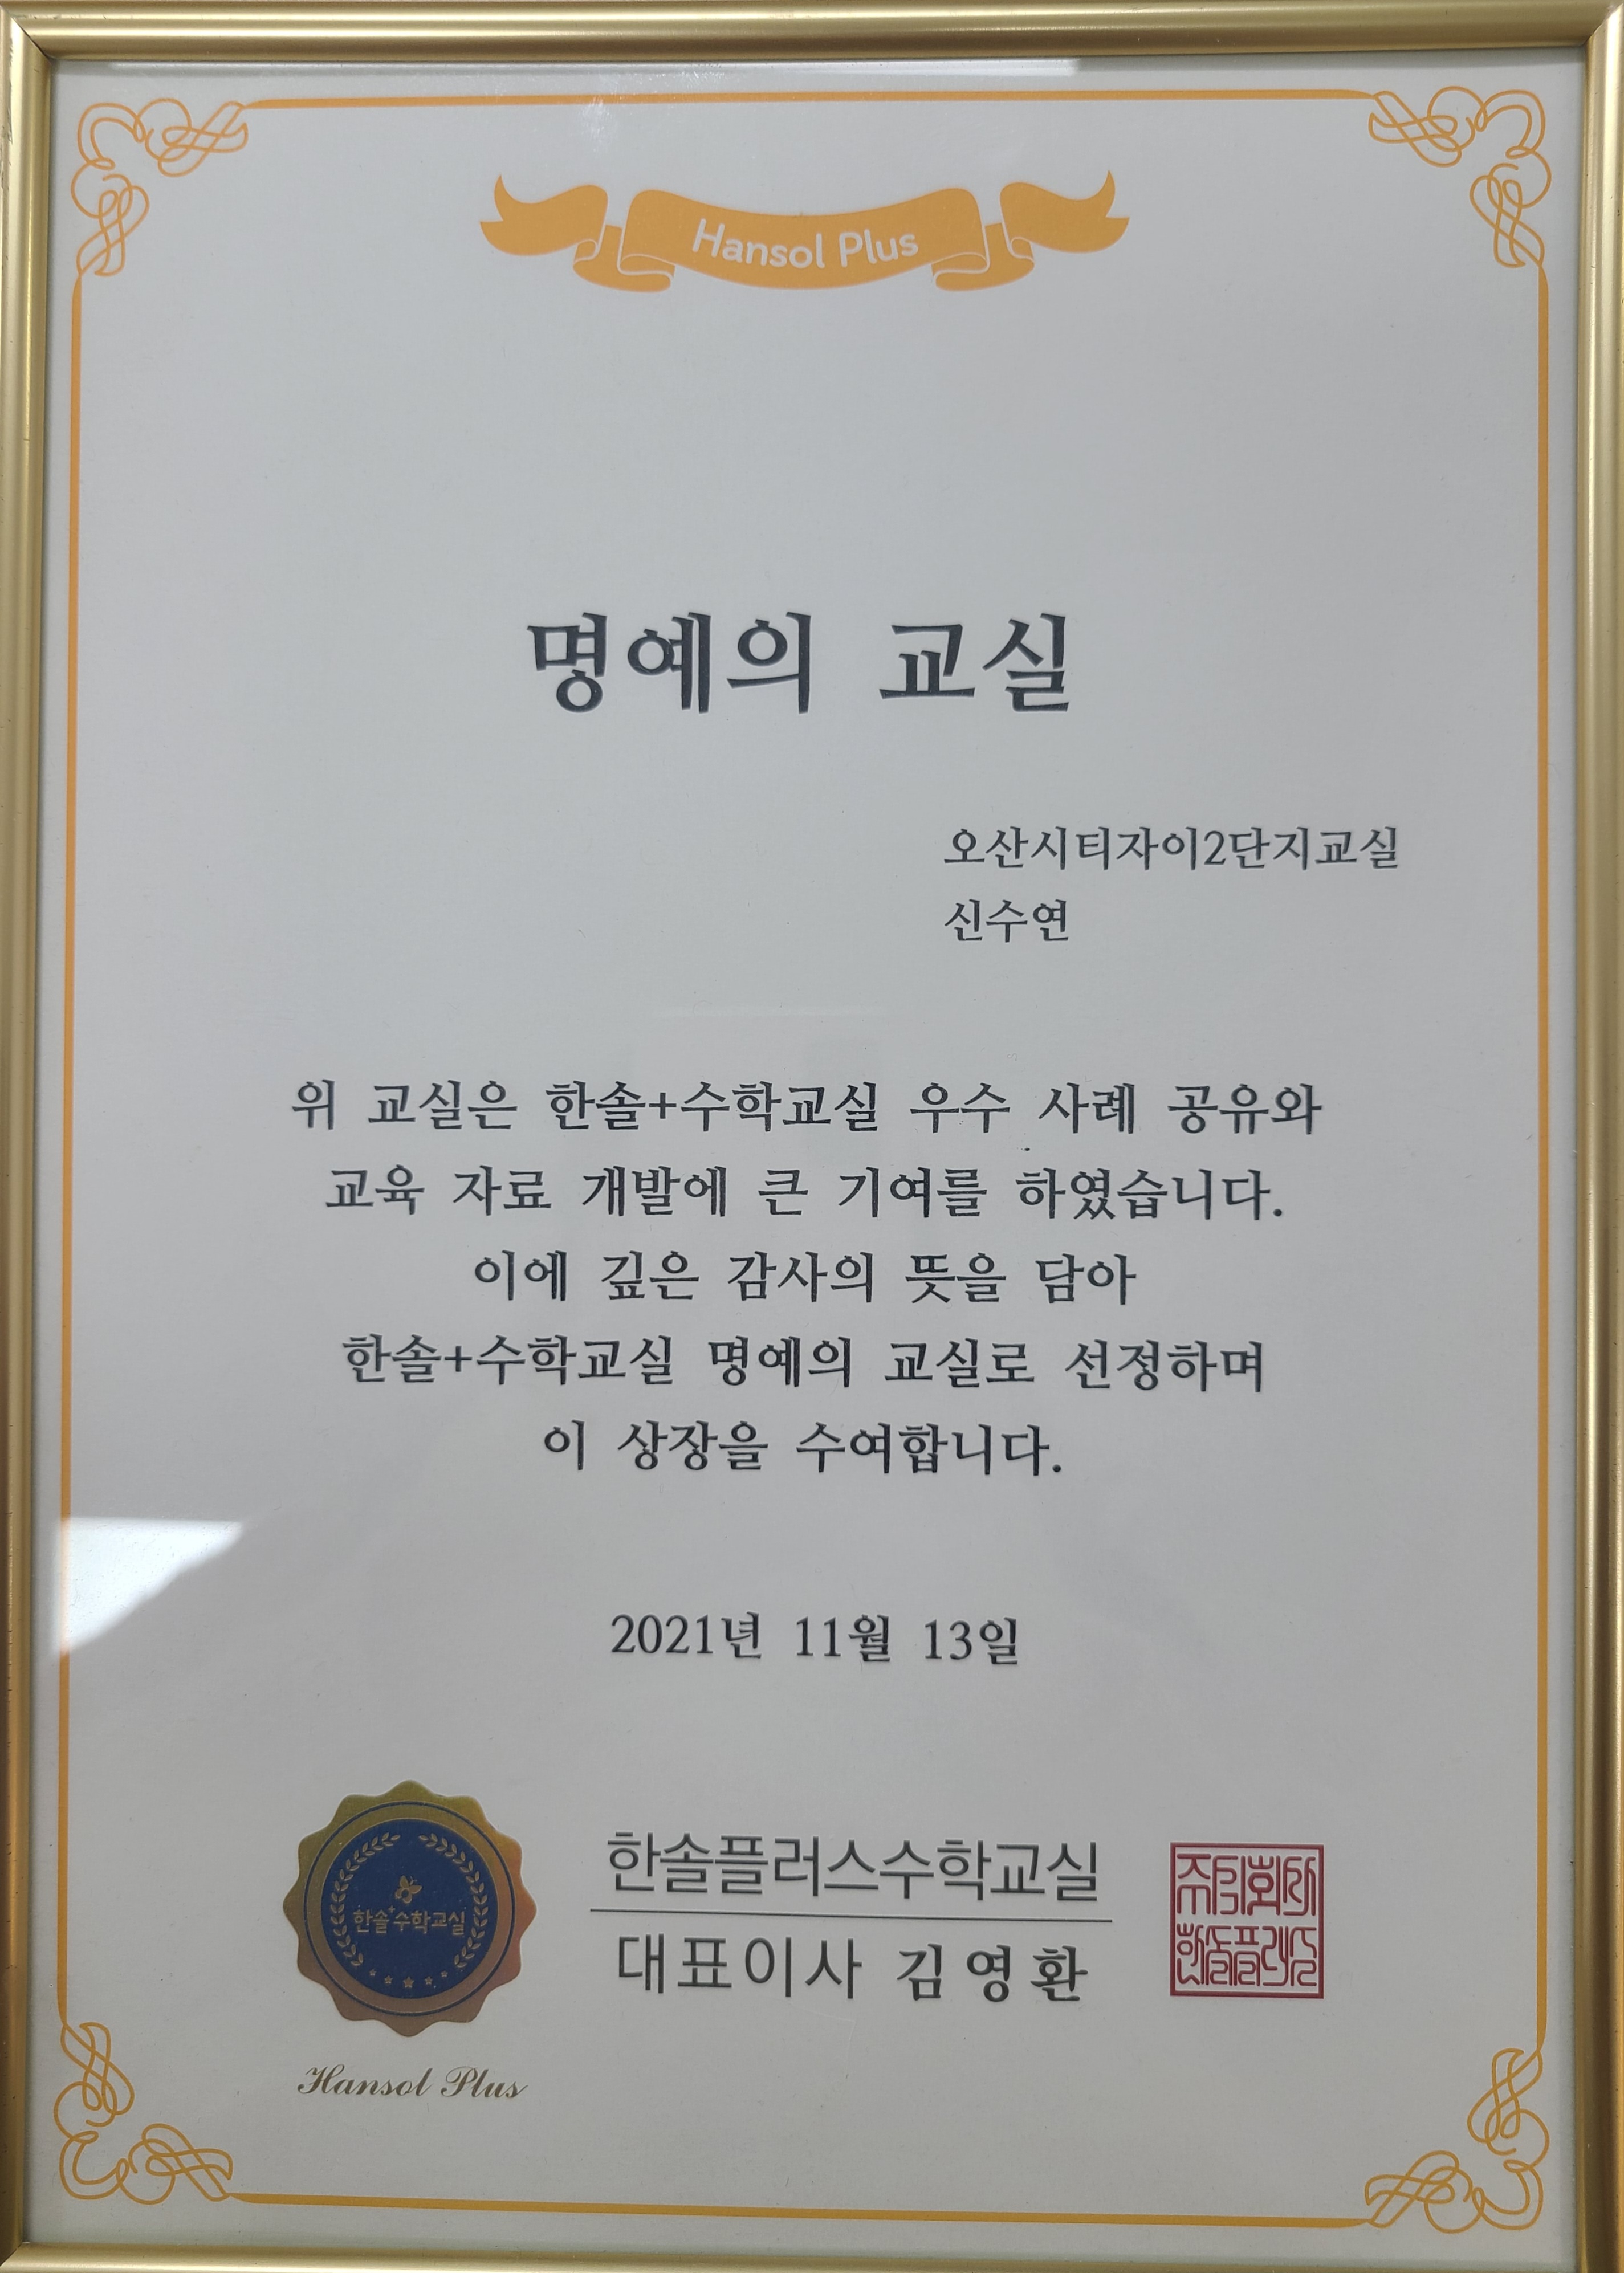 Hansol Plus
명예의 교실
오산시티자이2단지교실
신수연
위 교실은 한솔+수학교실 우수 사례 공유와
교육 자료 개발에 큰 기여를 하였습니다.
이에 깊은 감사의 뜻을 담아
한솔+수학교실 명예의 교실로 선정하며
이 상장을 수여합니다.
2021년 11월 13일
한솔+수학교실
Hansol Plus
한솔플러스수학교실
대표이사 김영환